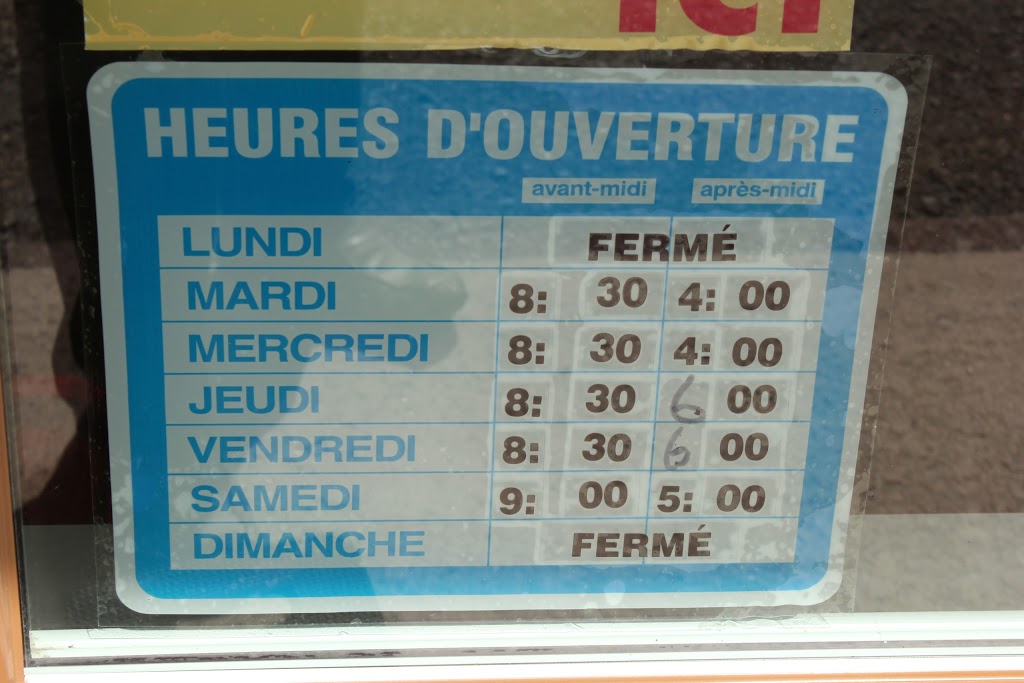 ICI
HEURES D'OUVERTURE
avant-midi après-midi
LUNDI FERMÉ
MARDI 8: 30 4: 00
MERCREDI 8: 30 4: 00
JEUDI 8: 30 6 00
VENDREDI 8: 30 6 00
SAMEDI 9: 00 5: 00
DIMANCHE FERMÉ